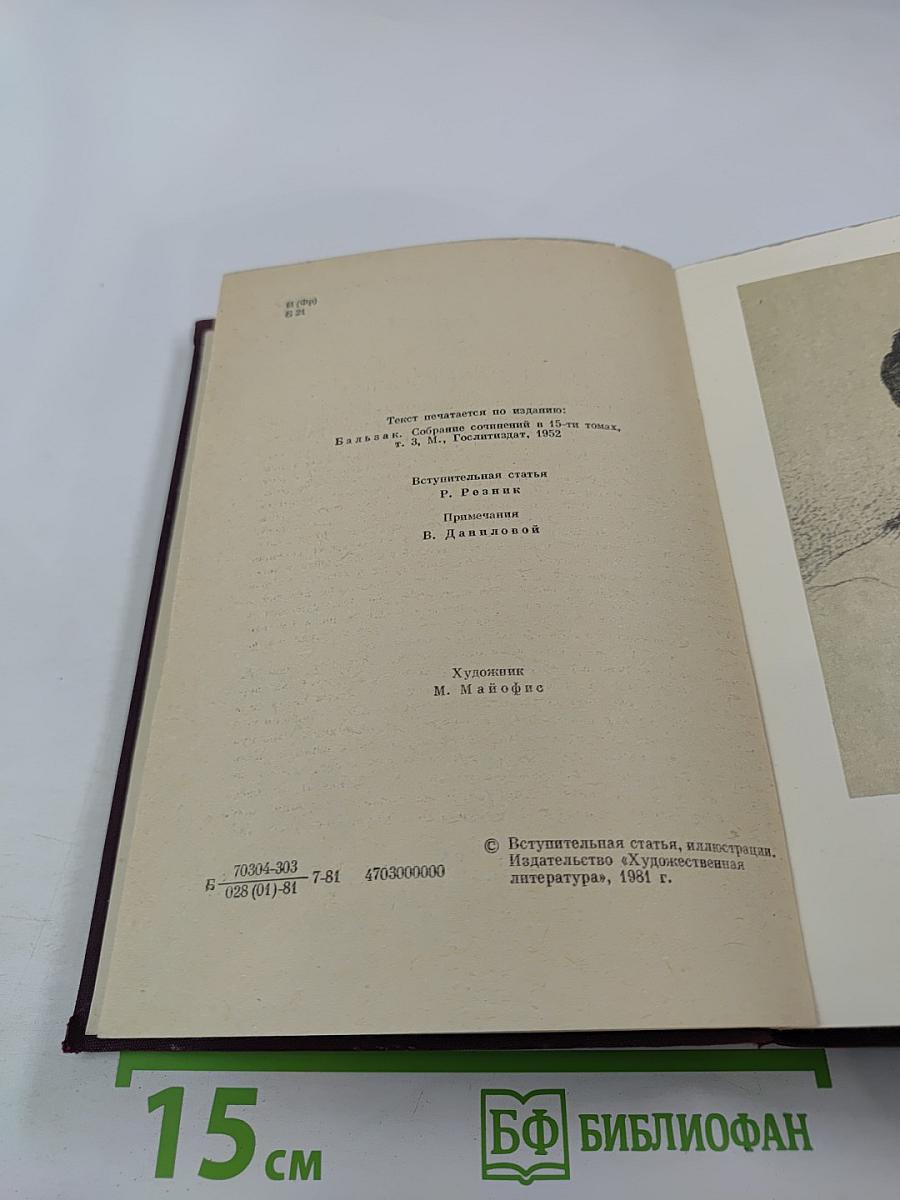 И (Фр)
Б 21
Текст печатается по изданию:
Бальзак. Собрание сочинений в 15-ти томах,
т. 3, М., Гослитиздат, 1952
Вступительная статья
Р. Резник
Примечания
В. Даниловой
Художник
М. Майофис
© Вступительная статья, иллюстрации.
Издательство «Художественная
литература», 1981 г.
Б 70304-303
028 (01)-81 7-81 4703000000
15 см
БФ БИБЛИОФАН